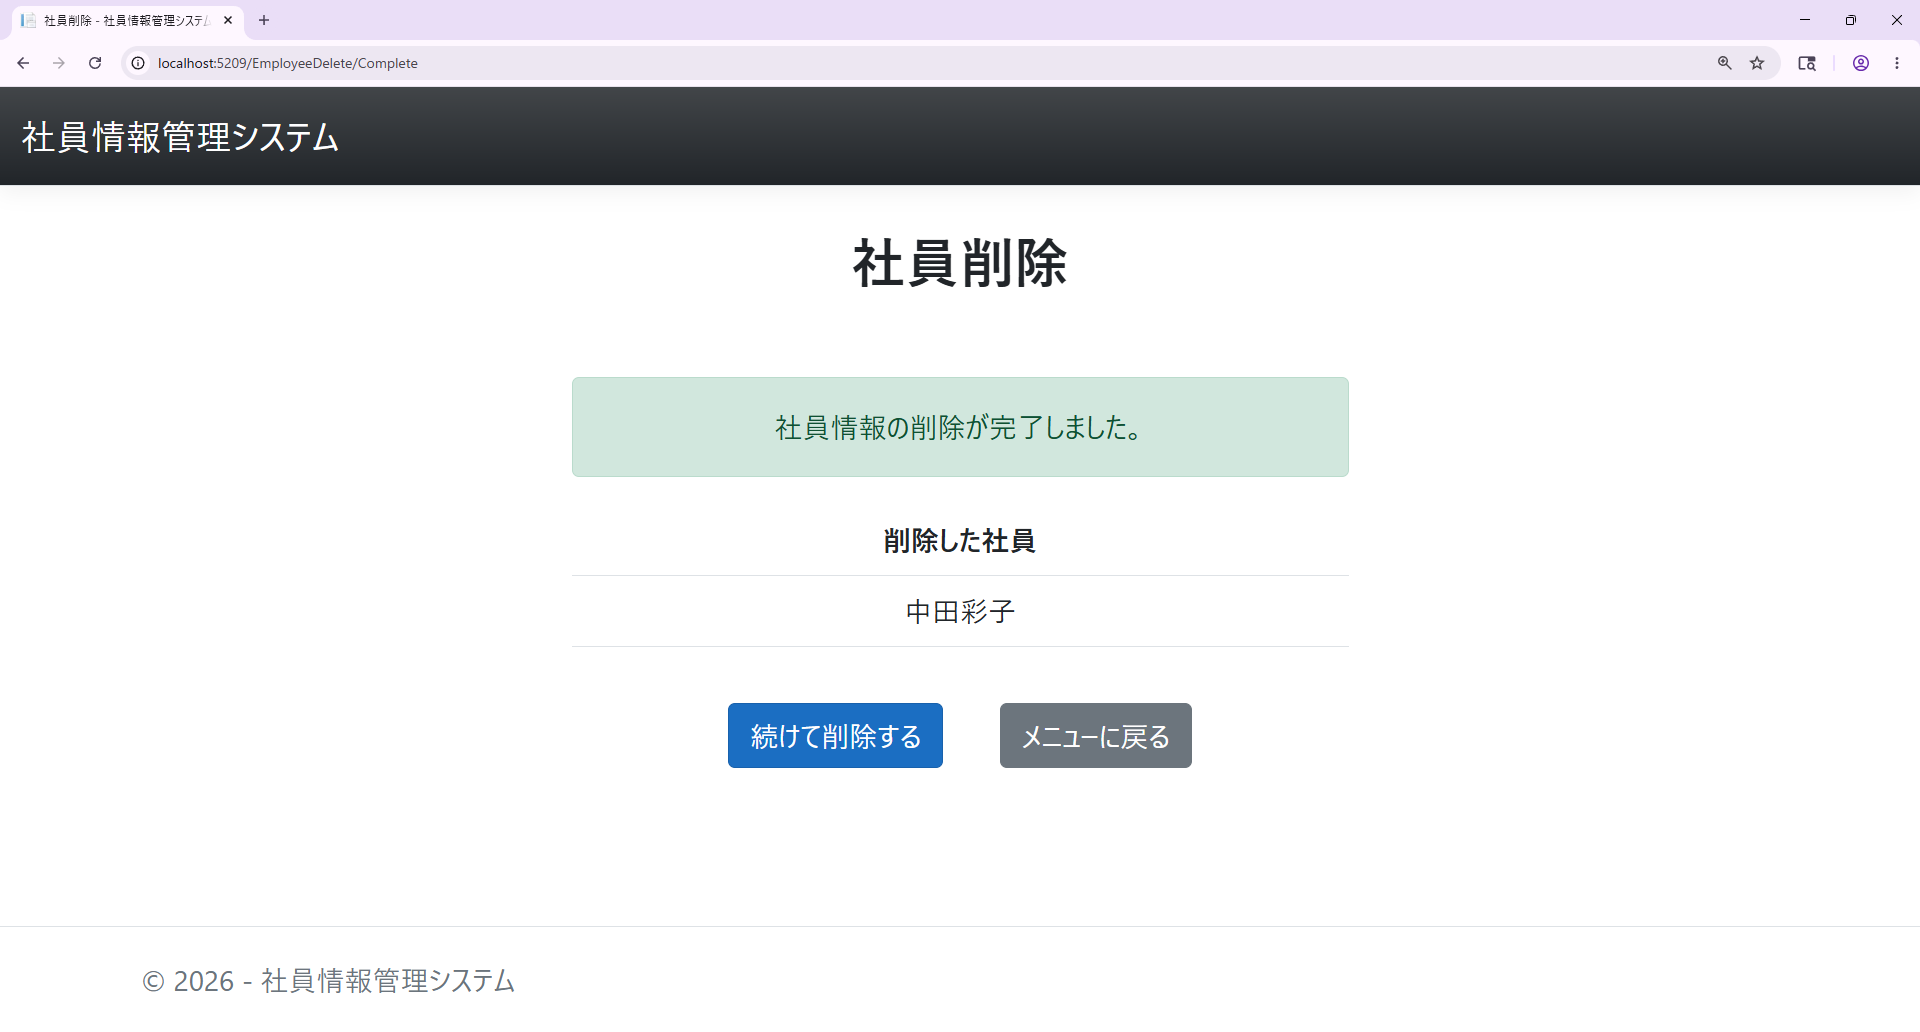 社員削除 - 社員情報管理システム
localhost:5209/EmployeeDelete/Complete
社員情報管理システム
社員削除
社員情報の削除が完了しました。
削除した社員
中田彩子
続けて削除する
メニューに戻る
© 2026 - 社員情報管理システム